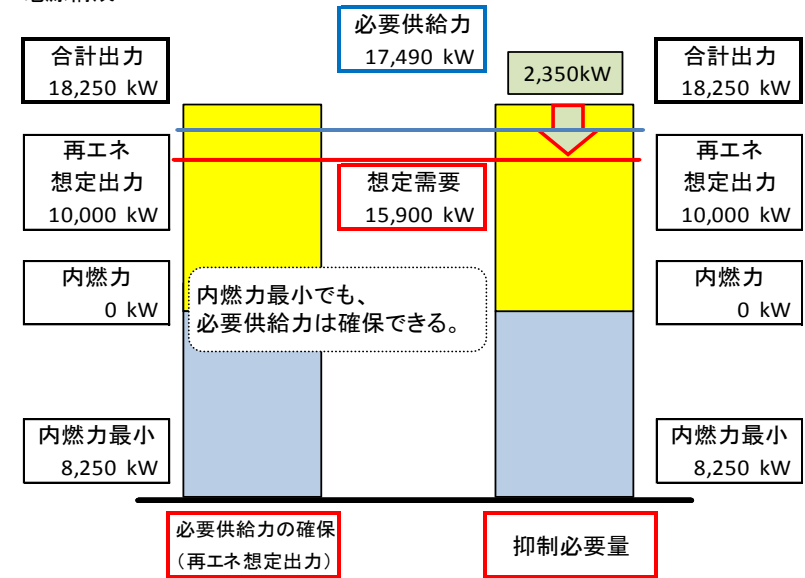 必要供給力
17,490 kW
合計出力
18,250 kW
2,350kW
合計出力
18,250 kW
再エネ
想定出力
10,000 kW
想定需要
15,900 kW
再エネ
想定出力
10,000 kW
内燃力
0 kW
内燃力最小でも、
必要供給力は確保できる。
内燃力
0 kW
内燃力最小
8,250 kW
内燃力最小
8,250 kW
必要供給力の確保
(再エネ想定出力)
抑制必要量